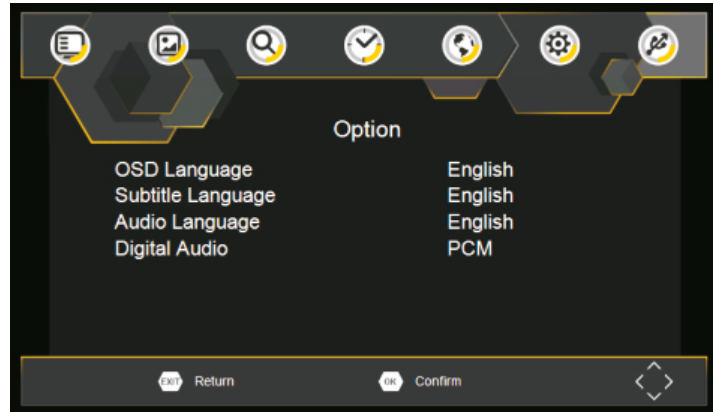 Option
OSD Language English
Subtitle Language English
Audio Language English
Digital Audio PCM
EXIT Return OK Confirm